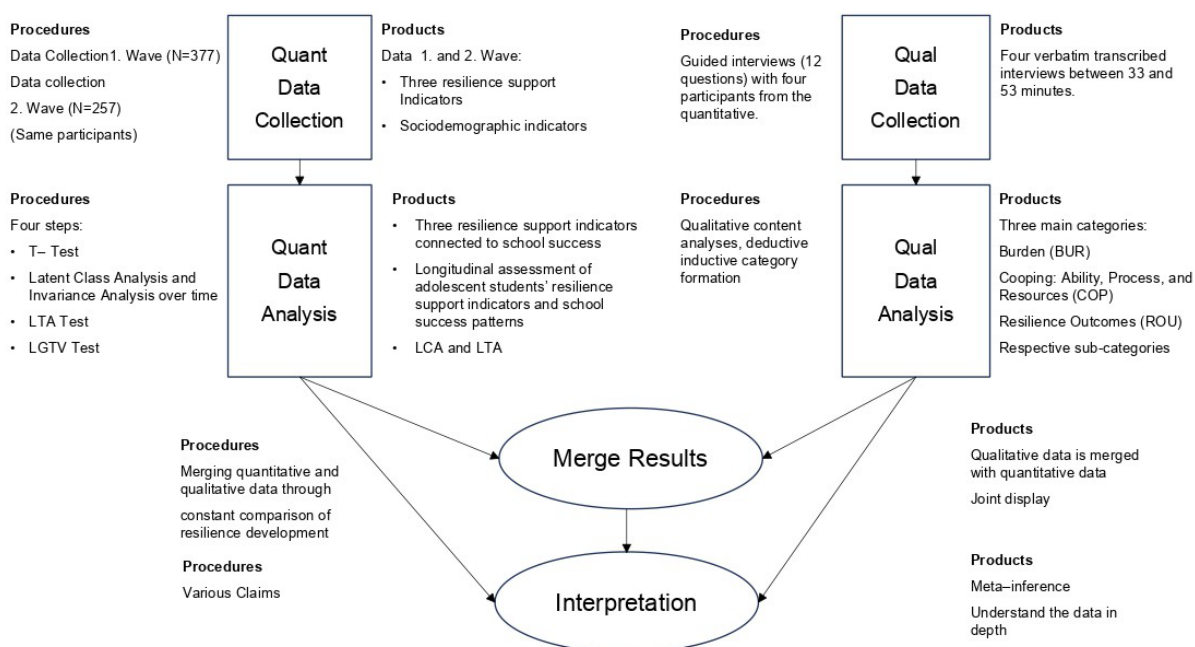 Procedures
Data Collection1. Wave (N=377)
Data collection
2. Wave (N=257)
(Same participants)
Quant
Data
Collection
Products
Data 1. and 2. Wave:
• Three resilience support
Indicators
• Sociodemographic indicators
Procedures
Guided interviews (12
questions) with four
participants from the
quantitative.
Qual
Data
Collection
Products
Four verbatim transcribed
interviews between 33 and
53 minutes.
Procedures
Four steps:
• T– Test
• Latent Class Analysis and
Invariance Analysis over time
• LTA Test
• LGTV Test
Quant
Data
Analysis
Products
• Three resilience support indicators
connected to school success
• Longitudinal assessment of
adolescent students’ resilience
support indicators and school
success patterns
• LCA and LTA
Procedures
Qualitative content
analyses, deductive
inductive category
formation
Qual
Data
Analysis
Products
Three main categories:
Burden (BUR)
Cooping: Ability, Process, and
Resources (COP)
Resilience Outcomes (ROU)
Respective sub-categories
Procedures
Merging quantitative and
qualitative data through
constant comparison of
resilience development
Merge Results
Products
Qualitative data is merged
with quantitative data
Joint display
Procedures
Various Claims
Interpretation
Products
Meta–inference
Understand the data in
depth